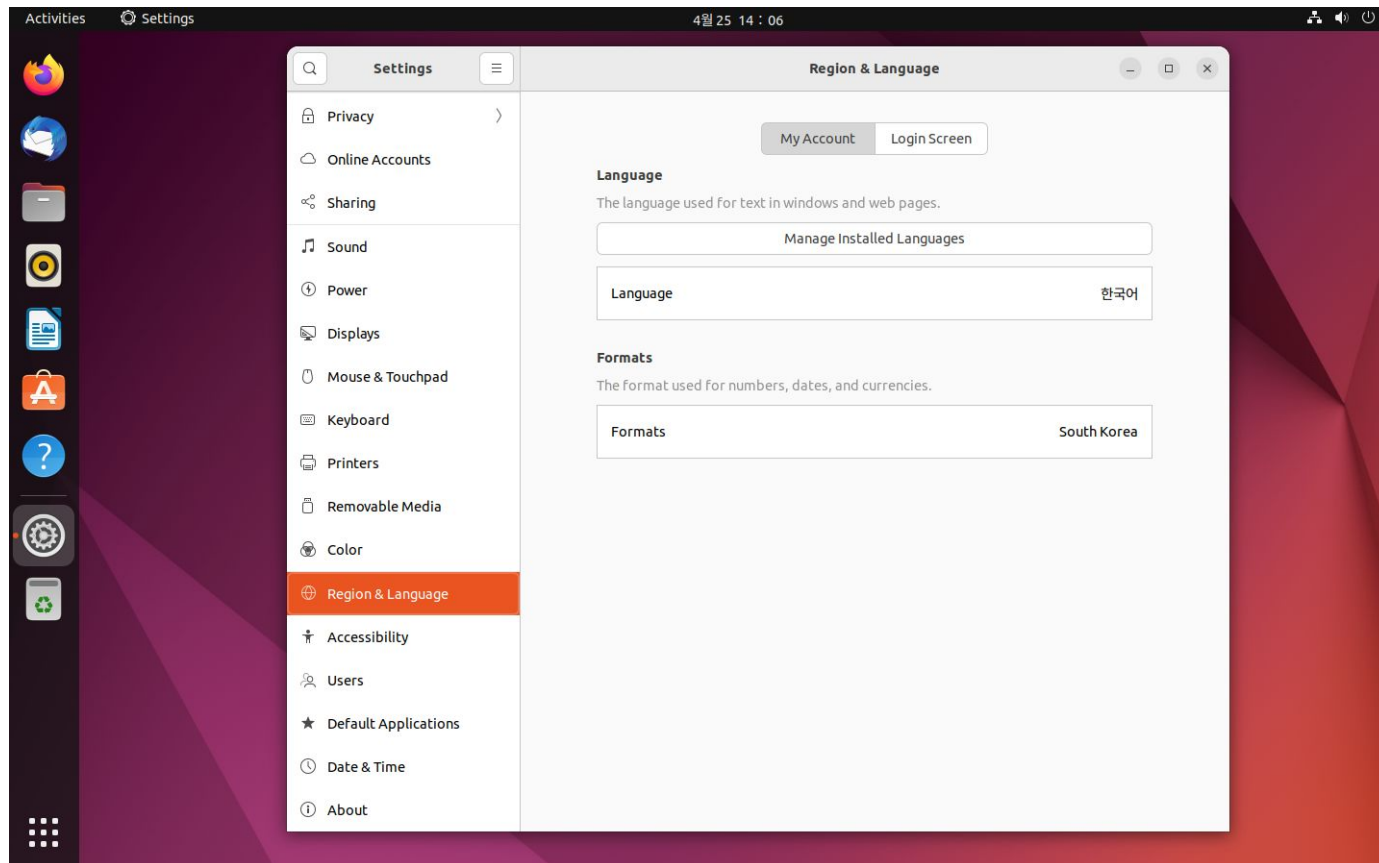 Activities Settings 4월 25 14 : 06
Settings
Region & Language
Privacy
Online Accounts
Sharing
Sound
Power
Displays
Mouse & Touchpad
Keyboard
Printers
Removable Media
Color
Region & Language
Accessibility
Users
Default Applications
Date & Time
About
My Account Login Screen
Language
The language used for text in windows and web pages.
Manage Installed Languages
Language 한국어
Formats
The format used for numbers, dates, and currencies.
Formats South Korea